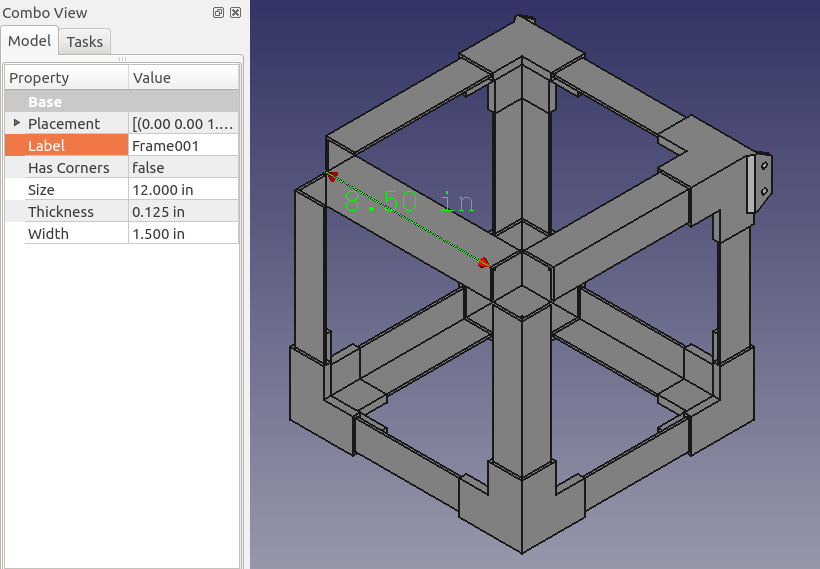 Combo View
Model Tasks
Property Value
Base
Placement [(0.00 0.00 1....
Label Frame001
Has Corners false
Size 12.000 in
Thickness 0.125 in
Width 1.500 in
8.50 in